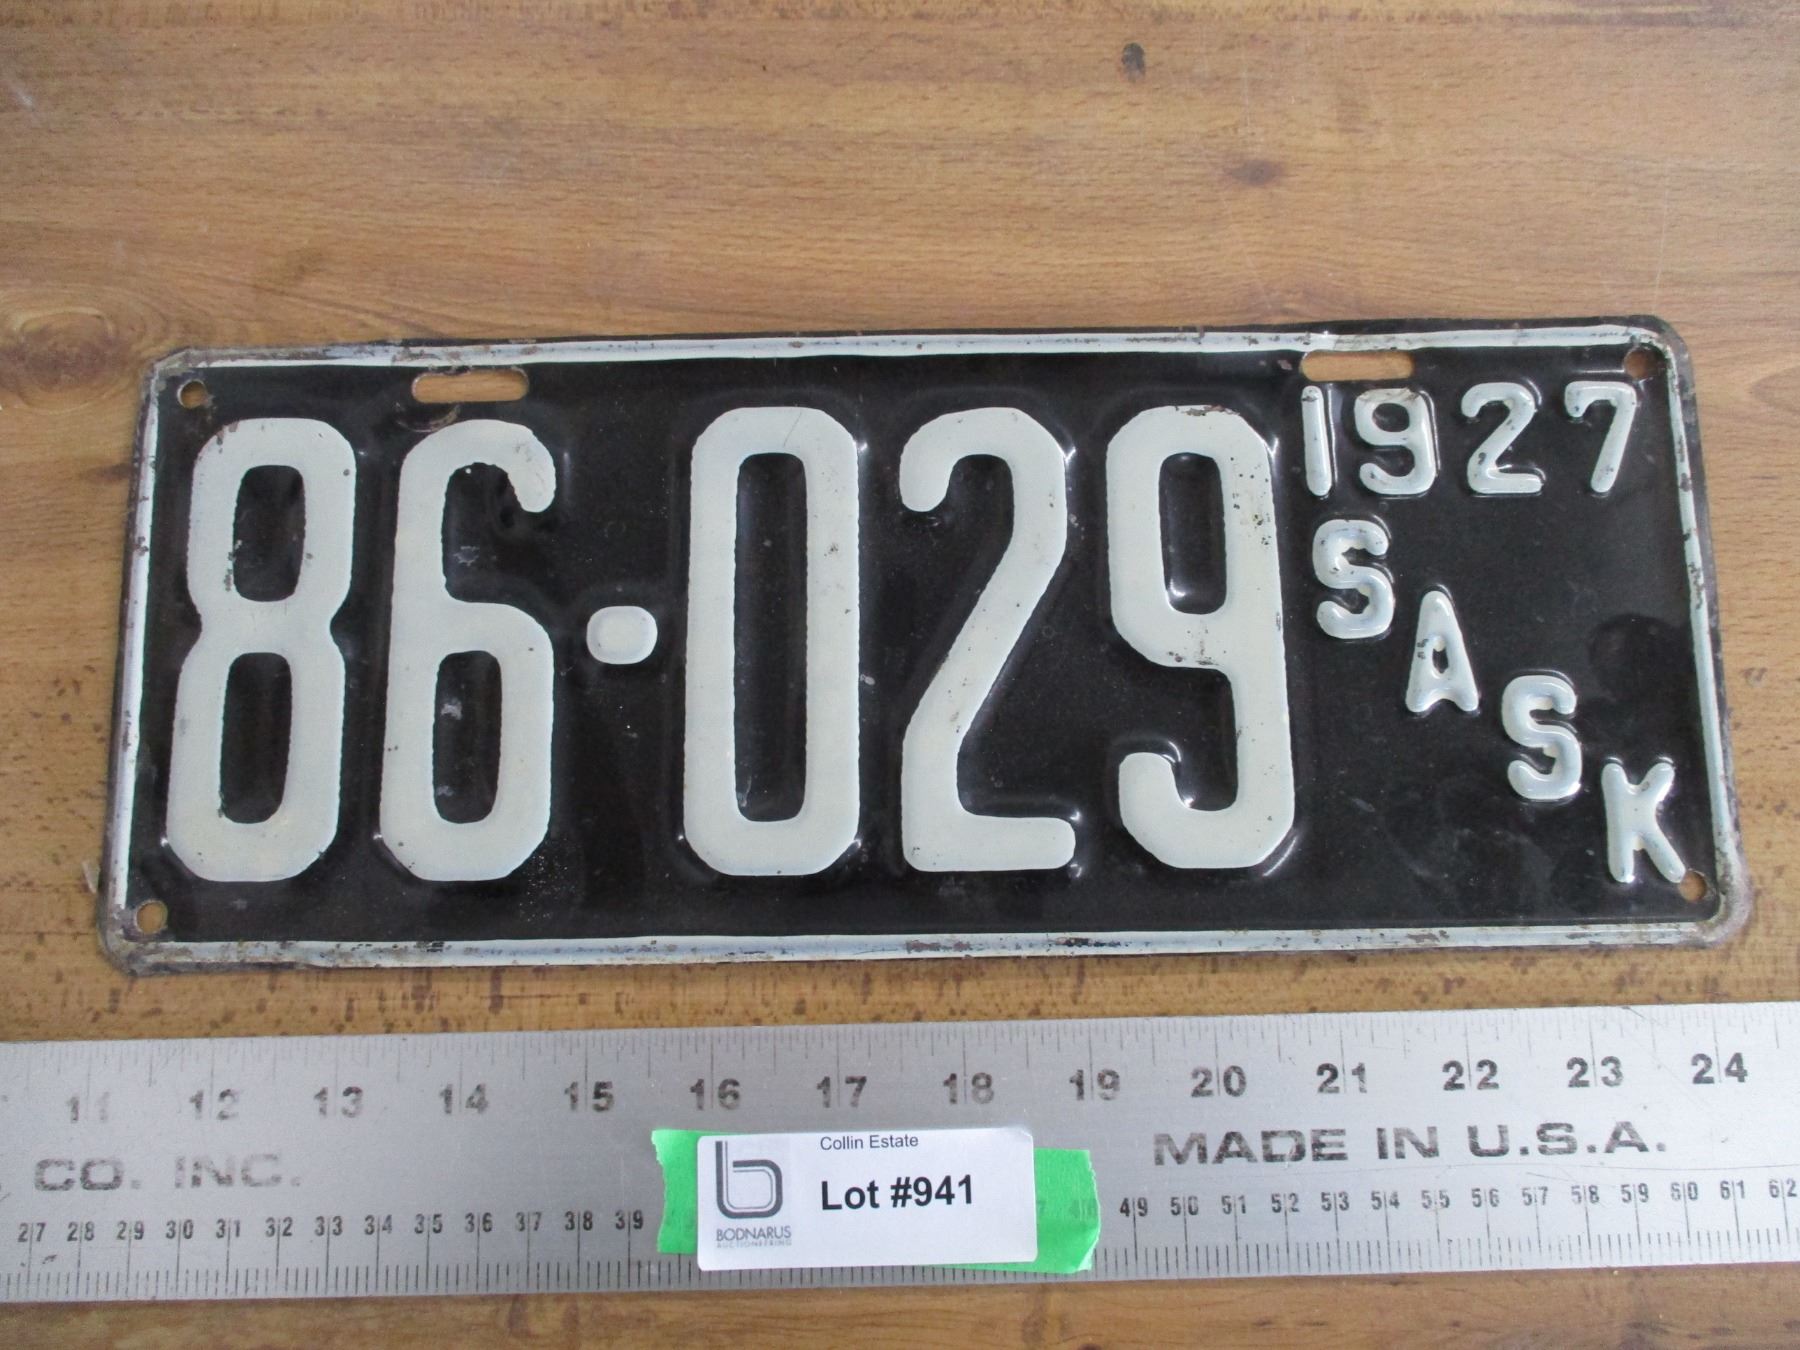 86-029
1927
SASK
11 12 13 14 15 16 17 18 19 20 21 22 23 24
CO. INC.
MADE IN U.S.A.
Collin Estate
Lot #941
BODNARUS
AUCTIONEERING
27 28 29 30 31 32 33 34 35 36 37 38 39 49 50 51 52 53 54 55 56 57 58 59 60 61 62